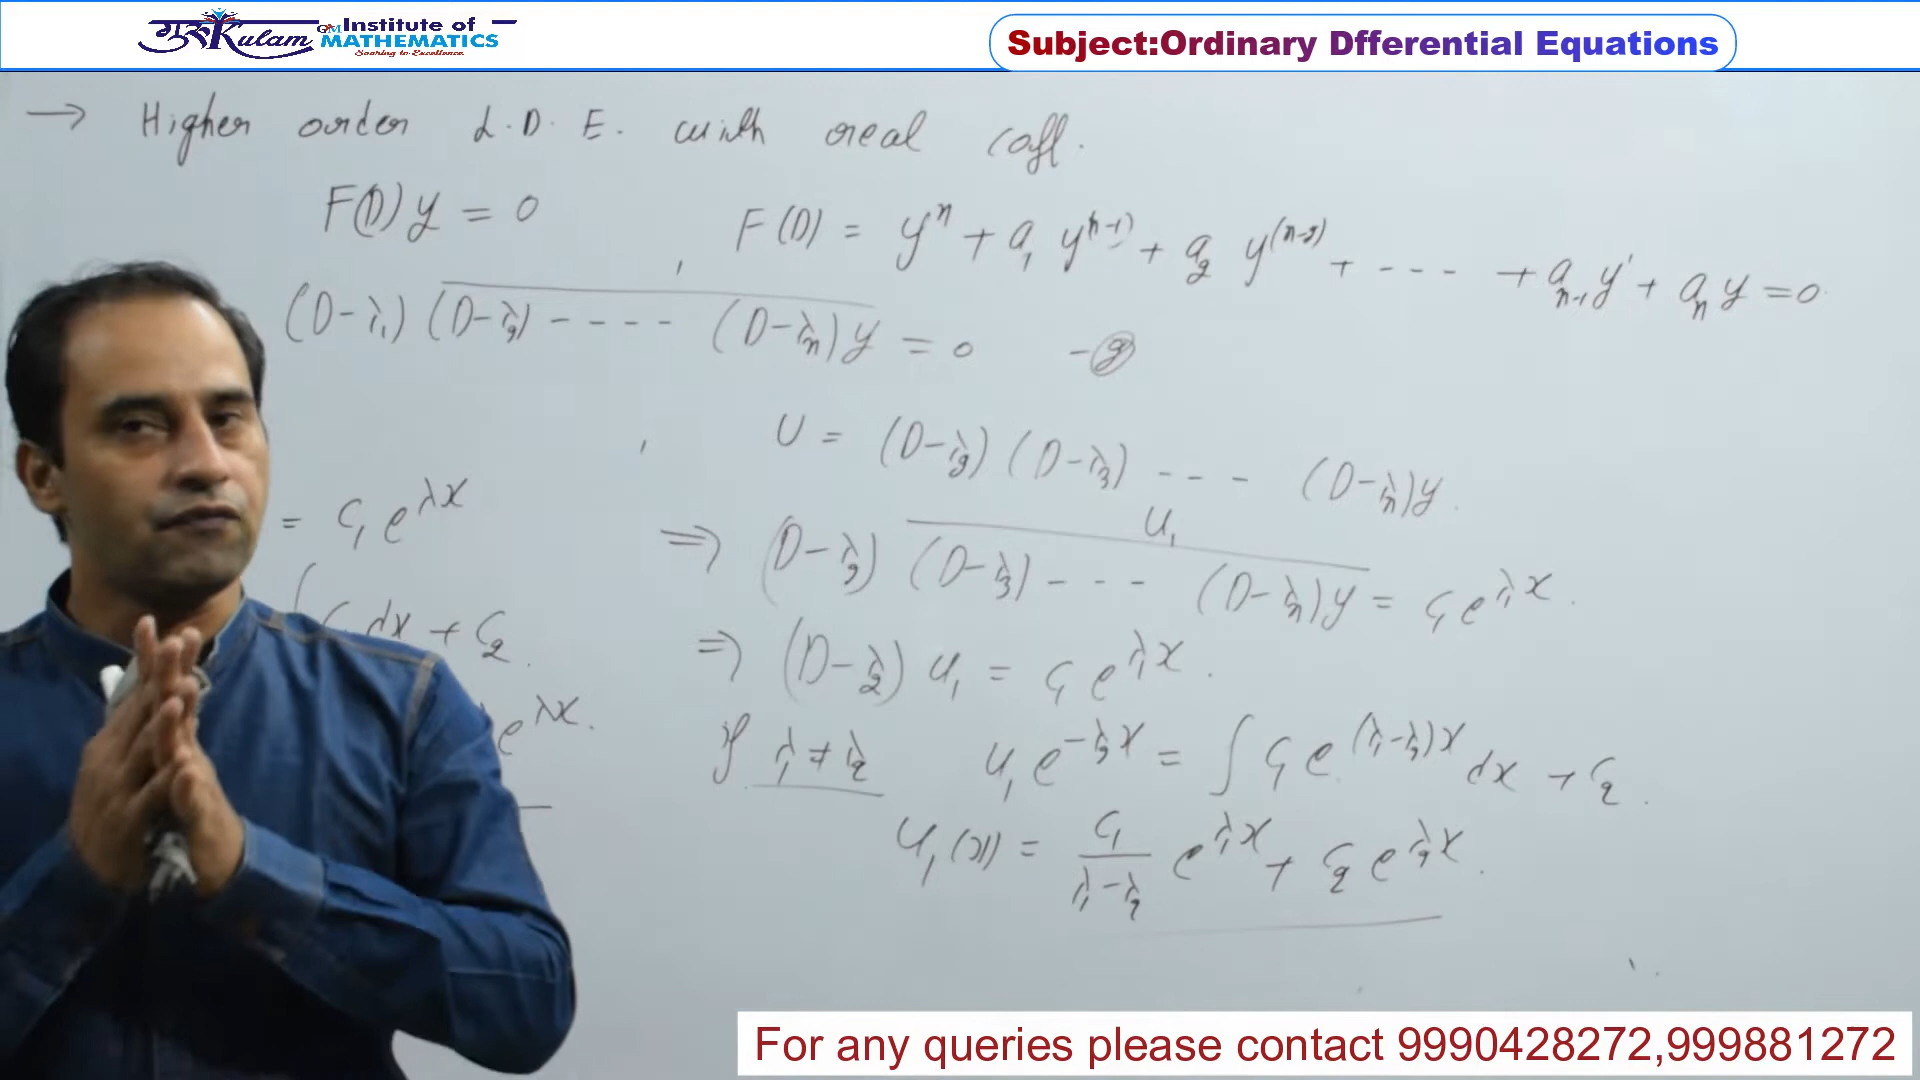 गुरुKulam GM Institute of MATHEMATICS
Soaring to Excellence
Subject:Ordinary Dfferential Equations
→ Higher order L.D.E. with real coff.
F(D)y = 0 , F(D) = yⁿ + a₁ y⁽ⁿ⁻¹⁾ + a₂ y⁽ⁿ⁻²⁾ + ---- + aₙ₋₁ y' + aₙ y = 0
(D-λ₁) (D-λ₂) ---- (D-λₙ)y = 0 -②
, U = (D-λ₂) (D-λ₃) --- (D-λₙ)y.
= c₁ e^{λx}
U₁
⇒ (D-λ₂) (D-λ₃) --- (D-λₙ)y = c₁ e^{λ₁x}.
dx + c₂.
⇒ (D-λ₂) u₁ = c₁ e^{λ₁x}.
e^{λx}.
if λ₁ ≠ λ₂ u₁ e^{-λ₂x} = ∫ c₁ e^{(λ₁-λ₂)x} dx + c₂.
u₁(x) = c₁/(λ₁-λ₂) e^{λ₁x} + c₂ e^{λ₂x}.
For any queries please contact 9990428272,999881272